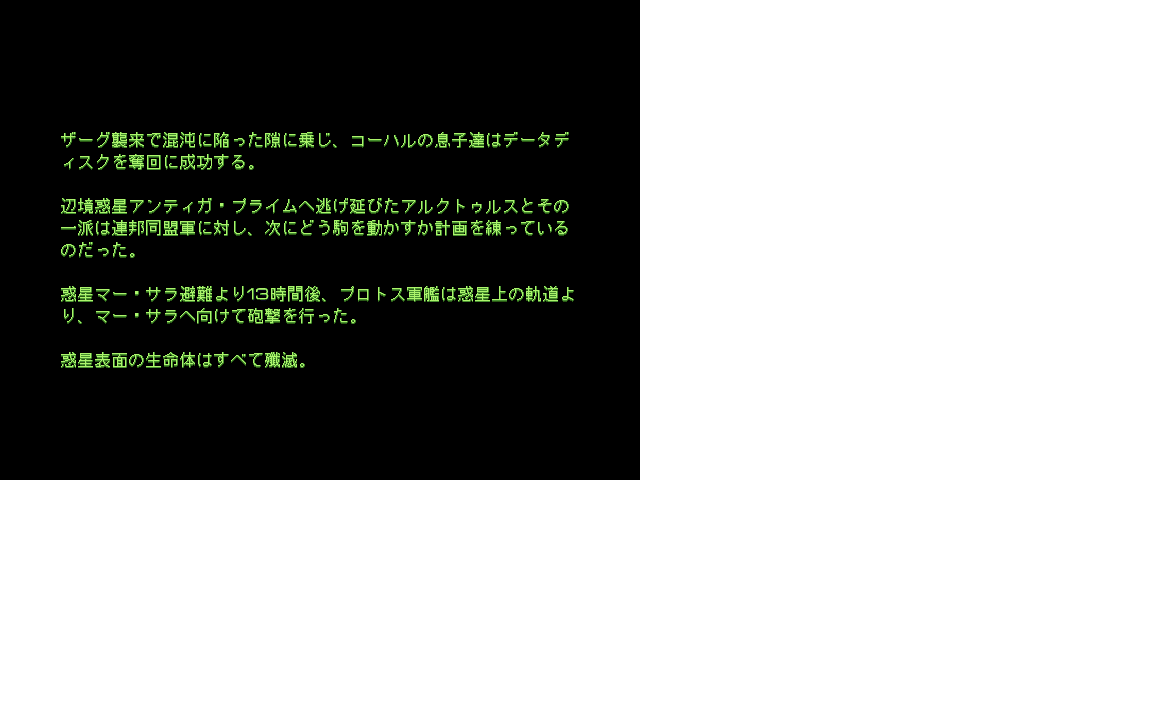 ザーグ襲来で混沌に陥った隙に乗じ、コーハルの息子達はデータデ
ィスクを奪回に成功する。
辺境惑星アンティガ・プライムへ逃げ延びたアルクトゥルスとその
一派は連邦同盟軍に対し、次にどう駒を動かすか計画を練っている
のだった。
惑星マー・サラ避難より13時間後、プロトス軍艦は惑星上の軌道よ
り、マー・サラへ向けて砲撃を行った。
惑星表面の生命体はすべて殲滅。